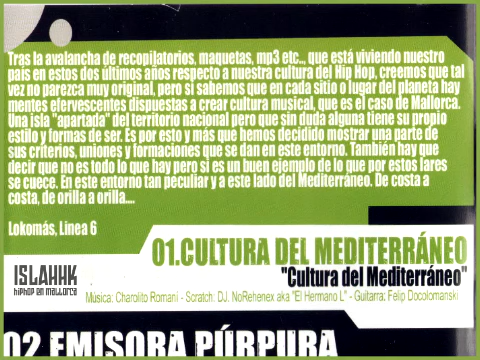 Tras la avalancha de recopilatorios, maquetas, mp3 etc.., que está viviendo nuestro
país en estos dos últimos años respecto a nuestra cultura del Hip Hop, creemos que tal
vez no parezca muy original, pero si sabemos que en cada sitio o lugar del planeta hay
mentes efervescentes dispuestas a crear cultura musical, que es el caso de Mallorca.
Una isla "apartada" del territorio nacional pero que sin duda alguna tiene su propio
estilo y formas de ser. Es por esto y más que hemos decidido mostrar una parte de
sus criterios, uniones y formaciones que se dan en este entorno. También hay que
decir que no es todo lo que hay pero si es un buen ejemplo de lo que por estos lares
se cuece. En este entorno tan peculiar y a este lado del Mediterráneo. De costa a
costa, de orilla a orilla....
Lokomás, Linea 6
01.CULTURA DEL MEDITERRÁNEO
"Cultura del Mediterráneo"
ISLAHHK
HIPHOP EN MALLORCA
Música: Charolito Romani - Scratch: DJ. NoRehenex aka "El Hermano L" - Guitarra: Felip Docolomanski
02 EMISORA PÚRPURA